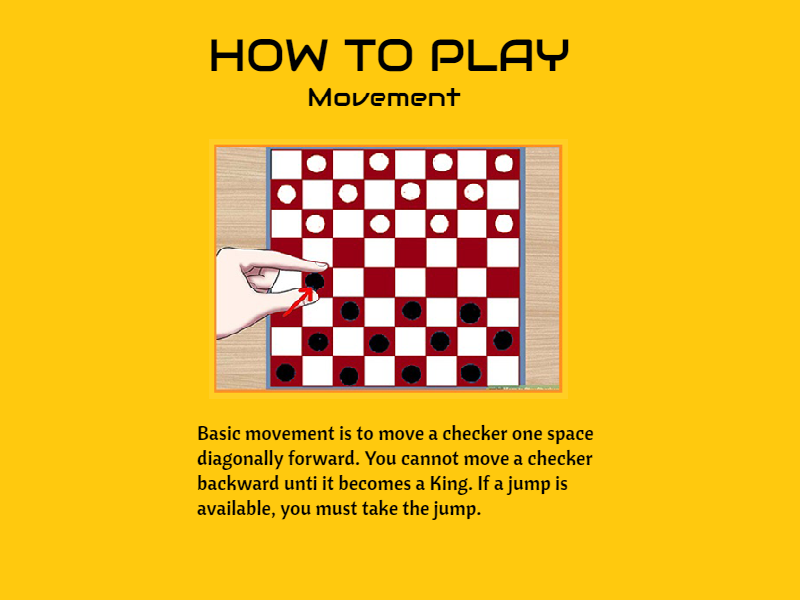 HOW TO PLAY
Movement
Basic movement is to move a checker one space
diagonally forward. You cannot move a checker
backward unti it becomes a King. If a jump is
available, you must take the jump.